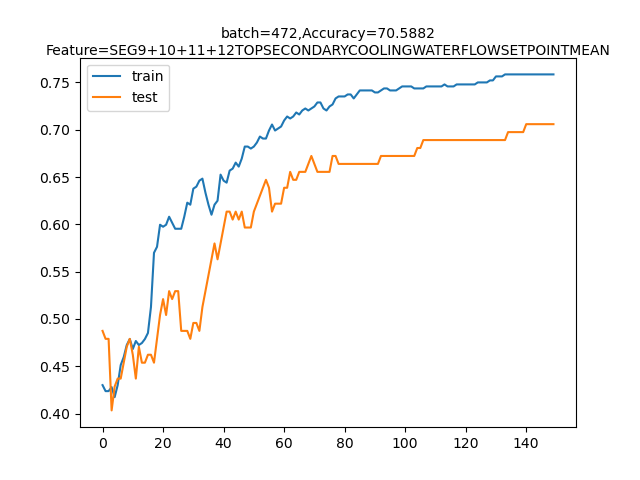 batch=472,Accuracy=70.5882
Feature=SEG9+10+11+12TOPSECONDARYCOOLINGWATERFLOWSETPOINTMEAN
train
test
0.75
0.70
0.65
0.60
0.55
0.50
0.45
0.40
0 20 40 60 80 100 120 140